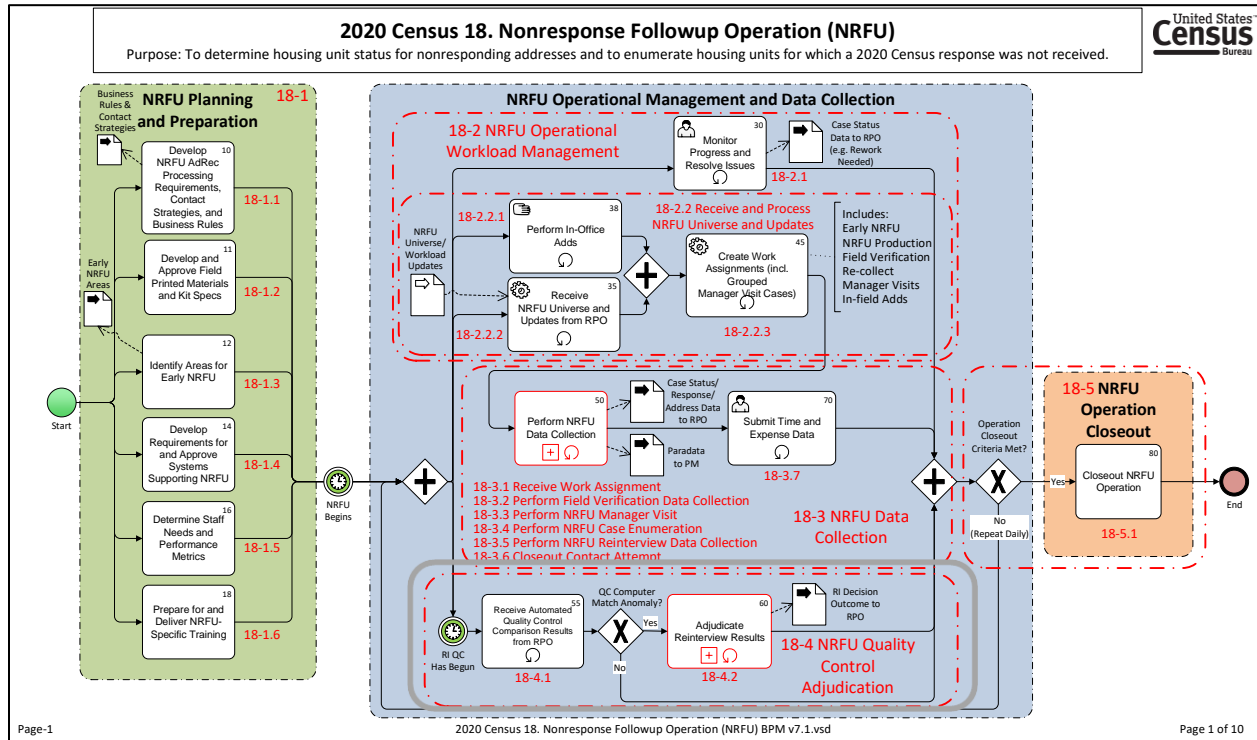 2020 Census 18. Nonresponse Followup Operation (NRFU)
Purpose: To determine housing unit status for nonresponding addresses and to enumerate housing units for which a 2020 Census response was not received.
United States™
Census
Bureau
Business
Rules &
Contact
Strategies
NRFU Planning
and Preparation
18-1
10
Develop
NRFU AdRec
Processing
Requirements,
Contact
Strategies, and
Business Rules
18-1.1
Early
NRFU
Areas
11
Develop and
Approve Field
Printed Materials
and Kit Specs
18-1.2
12
Identify Areas for
Early NRFU
18-1.3
14
Develop
Requirements for
and Approve
Systems
Supporting NRFU
18-1.4
16
Determine Staff
Needs and
Performance
Metrics
18-1.5
18
Prepare for and
Deliver NRFU-
Specific Training
18-1.6
Start
NRFU
Begins
NRFU Operational Management and Data Collection
18-2 NRFU Operational
Workload Management
30
Monitor
Progress and
Resolve Issues
18-2.1
Case Status
Data to RPO
(e.g. Rework
Needed)
18-2.2 Receive and Process
NRFU Universe and Updates
NRFU
Universe/
Workload
Updates
18-2.2.1
38
Perform In-Office
Adds
35
Receive
NRFU Universe and
Updates from RPO
18-2.2.2
45
Create Work
Assignments (incl.
Grouped
Manager Visit Cases)
18-2.2.3
Includes:
Early NRFU
NRFU Production
Field Verification
Re-collect
Manager Visits
In-field Adds
50
Perform NRFU
Data Collection
Case Status/
Response/
Address Data
to RPO
Paradata
to PM
70
Submit Time and
Expense Data
18-3.7
18-3.1 Receive Work Assignment
18-3.2 Perform Field Verification Data Collection
18-3.3 Perform NRFU Manager Visit
18-3.4 Perform NRFU Case Enumeration
18-3.5 Perform NRFU Reinterview Data Collection
18-3.6 Closeout Contact Attempt
18-3 NRFU Data
Collection
RI QC
Has Begun
55
Receive Automated
Quality Control
Comparison Results
from RPO
18-4.1
QC Computer
Match Anomaly?
X
Yes
No
60
Adjudicate
Reinterview Results
18-4.2
RI Decision
Outcome to
RPO
18-4 NRFU Quality
Control
Adjudication
Operation
Closeout
Criteria Met?
X
Yes
No
(Repeat Daily)
18-5 NRFU
Operation
Closeout
80
Closeout NRFU
Operation
18-5.1
End
Page-1
2020 Census 18. Nonresponse Followup Operation (NRFU) BPM v7.1.vsd
Page 1 of 10